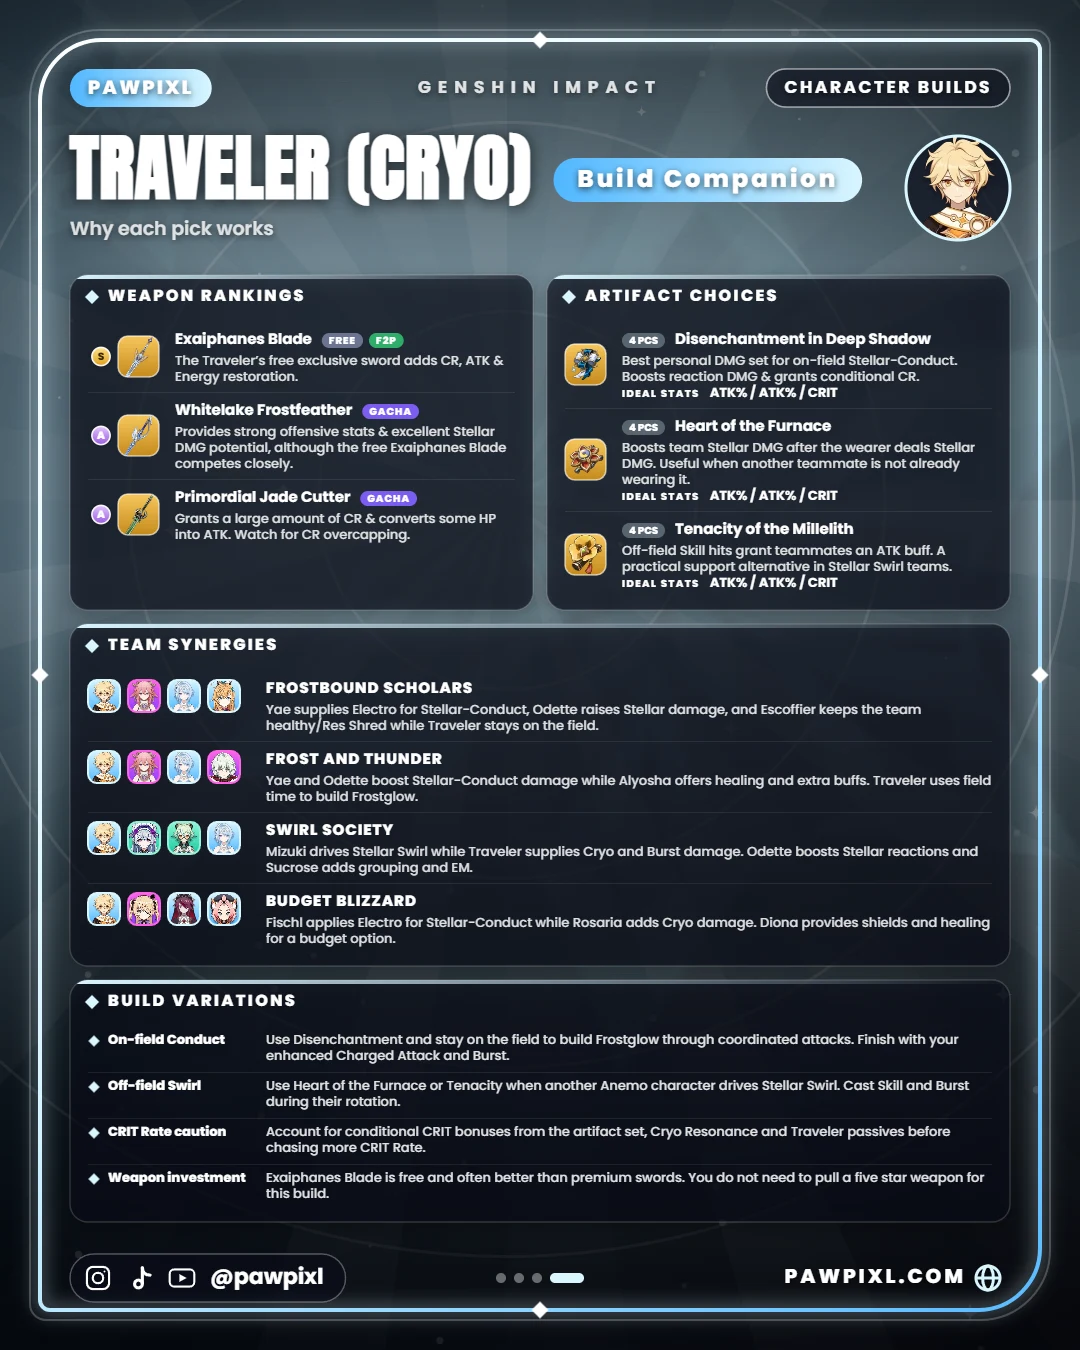 PAWPIXL
GENSHIN IMPACT
CHARACTER BUILDS
TRAVELER (CRYO)
Build Companion
Why each pick works
WEAPON RANKINGS
S
Exaiphanes Blade FREE F2P
The Traveler's free exclusive sword adds CR, ATK &
Energy restoration.
A
Whitelake Frostfeather GACHA
Provides strong offensive stats & excellent Stellar
DMG potential, although the free Exaiphanes Blade
competes closely.
A
Primordial Jade Cutter GACHA
Grants a large amount of CR & converts some HP
into ATK. Watch for CR overcapping.
ARTIFACT CHOICES
4 PCS Disenchantment in Deep Shadow
Best personal DMG set for on-field Stellar-Conduct.
Boosts reaction DMG & grants conditional CR.
IDEAL STATS ATK% / ATK% / CRIT
4 PCS Heart of the Furnace
Boosts team Stellar DMG after the wearer deals Stellar
DMG. Useful when another teammate is not already
wearing it.
IDEAL STATS ATK% / ATK% / CRIT
4 PCS Tenacity of the Millelith
Off-field Skill hits grant teammates an ATK buff. A
practical support alternative in Stellar Swirl teams.
IDEAL STATS ATK% / ATK% / CRIT
TEAM SYNERGIES
FROSTBOUND SCHOLARS
Yae supplies Electro for Stellar-Conduct, Odette raises Stellar damage, and Escoffier keeps the team
healthy/Res Shred while Traveler stays on the field.
FROST AND THUNDER
Yae and Odette boost Stellar-Conduct damage while Alyosha offers healing and extra buffs. Traveler uses field
time to build Frostglow.
SWIRL SOCIETY
Mizuki drives Stellar Swirl while Traveler supplies Cryo and Burst damage. Odette boosts Stellar reactions and
Sucrose adds grouping and EM.
BUDGET BLIZZARD
Fischl applies Electro for Stellar-Conduct while Rosaria adds Cryo damage. Diona provides shields and healing
for a budget option.
BUILD VARIATIONS
On-field Conduct
Use Disenchantment and stay on the field to build Frostglow through coordinated attacks. Finish with your
enhanced Charged Attack and Burst.
Off-field Swirl
Use Heart of the Furnace or Tenacity when another Anemo character drives Stellar Swirl. Cast Skill and Burst
during their rotation.
CRIT Rate caution
Account for conditional CRIT bonuses from the artifact set, Cryo Resonance and Traveler passives before
chasing more CRIT Rate.
Weapon investment
Exaiphanes Blade is free and often better than premium swords. You do not need to pull a five star weapon for
this build.
@pawpixl
PAWPIXL.COM